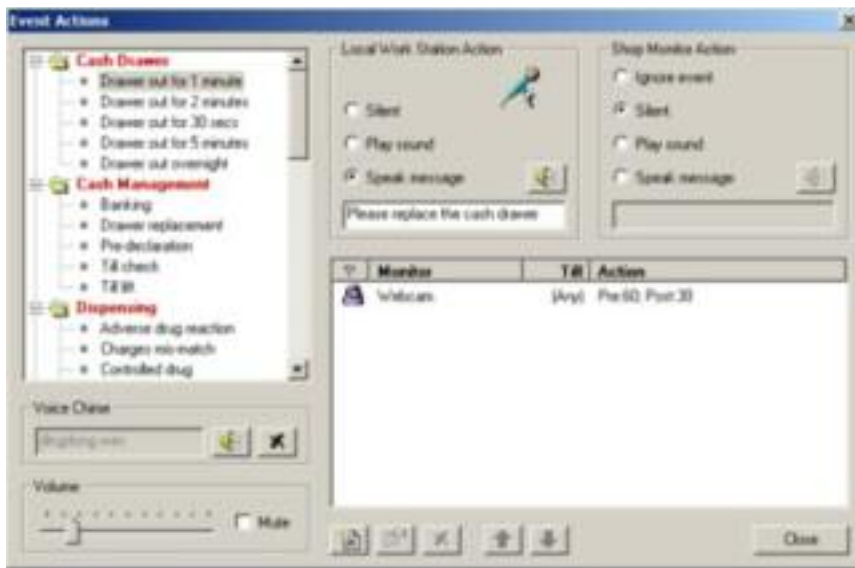 Event Actions
Cash Drawer
Drawer out for 1 minute
Drawer out for 2 minutes
Drawer out for 30 secs
Drawer out for 5 minutes
Drawer out overnight
Cash Management
Banking
Drawer replacement
Pre-declaration
Till check
Till lift
Dispensing
Adverse drug reaction
Charges mis-match
Controlled drug
Voice Chime
Volume
Mute
Local Work Station Action
Silent
Play sound
Speak message
Please replace the cash drawer
Shop Monitor Action
Ignore event
Silent
Play sound
Speak message
Monitor Till Action
Webcam (Any) Pre:60, Post:30
Close